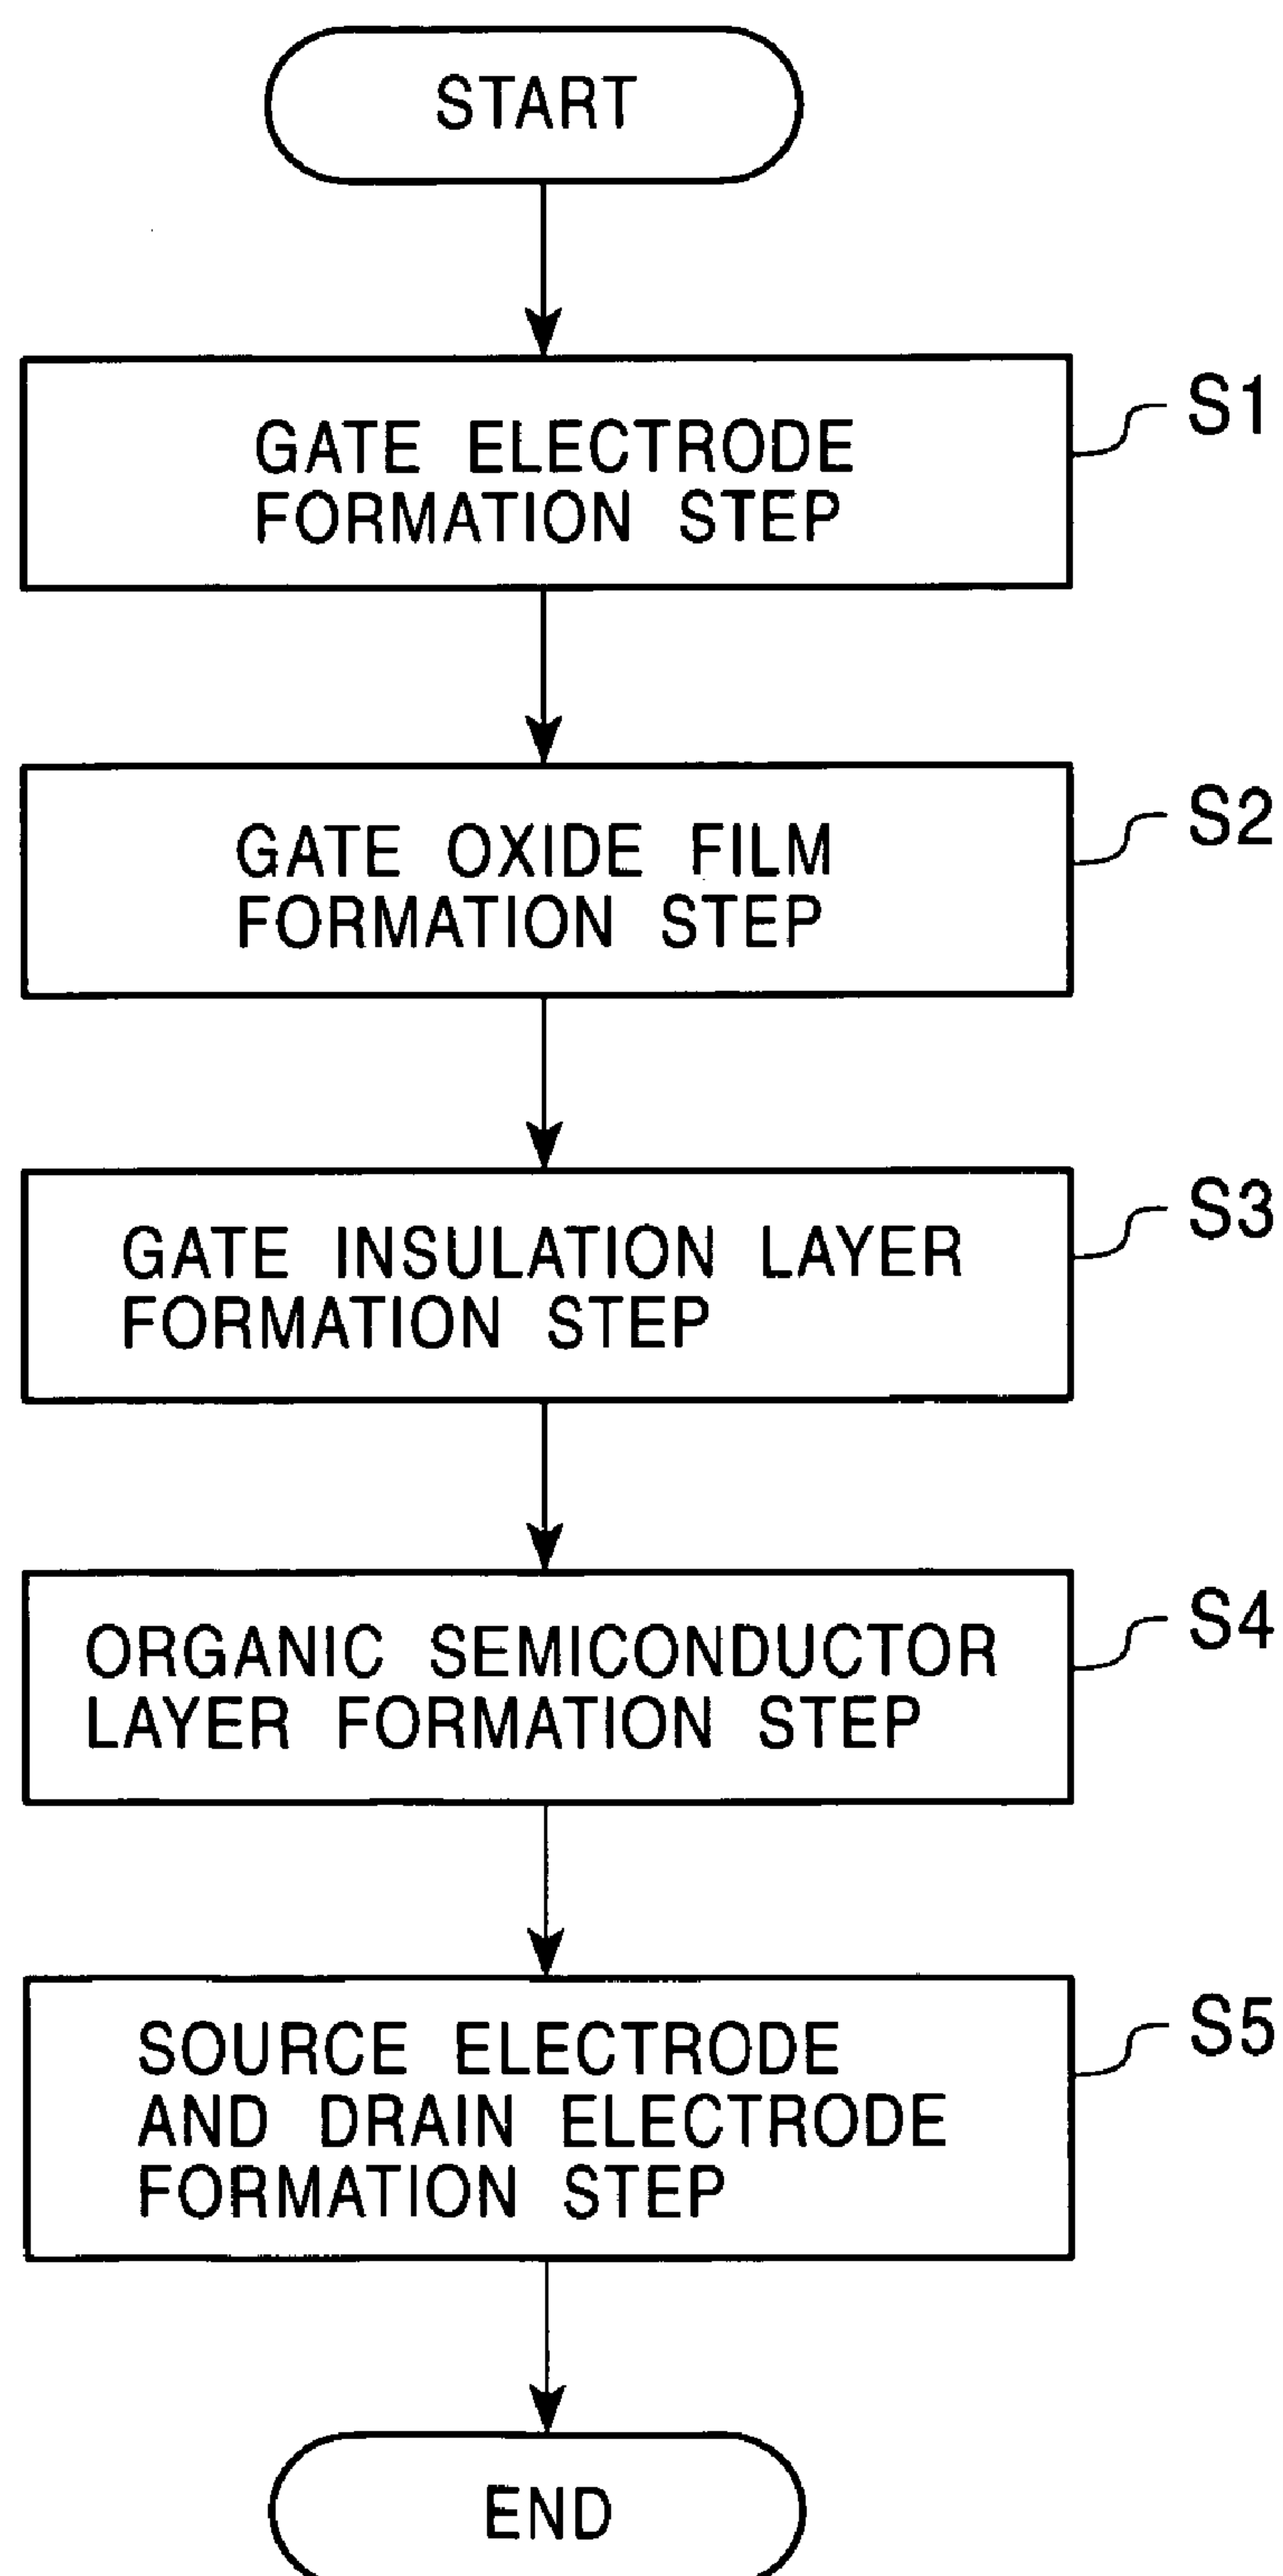 START
GATE ELECTRODE
FORMATION STEP
S1
GATE OXIDE FILM
FORMATION STEP
S2
GATE INSULATION LAYER
FORMATION STEP
S3
ORGANIC SEMICONDUCTOR
LAYER FORMATION STEP
S4
SOURCE ELECTRODE
AND DRAIN ELECTRODE
FORMATION STEP
S5
END